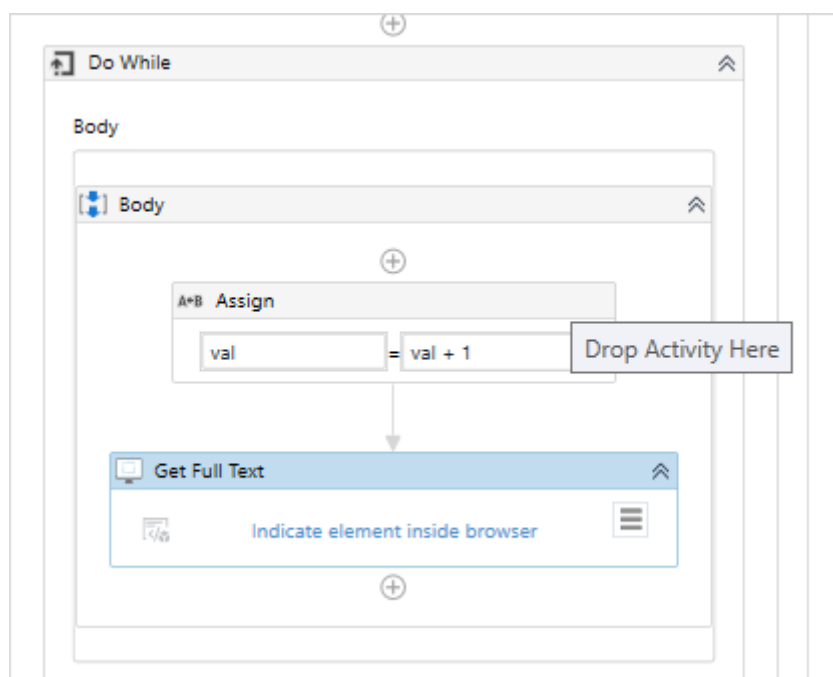 Do While
Body
Body
A+B Assign
val = val + 1
Drop Activity Here
Get Full Text
Indicate element inside browser